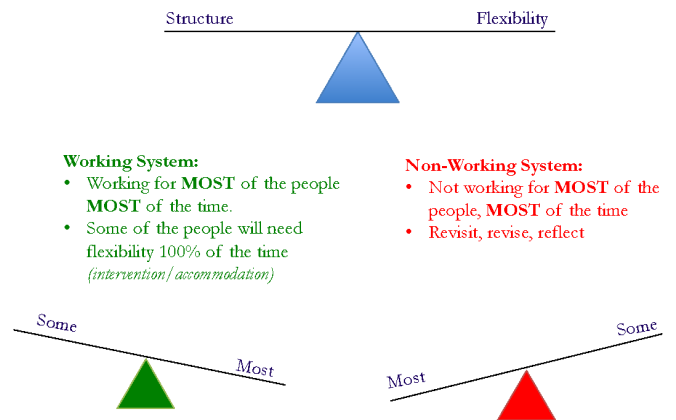 Structure
Flexibility
Working System:
• Working for MOST of the people
MOST of the time.
• Some of the people will need
flexibility 100% of the time
(intervention/accommodation)
Non-Working System:
• Not working for MOST of the
people, MOST of the time
• Revisit, revise, reflect
Some
Most
Most
Some